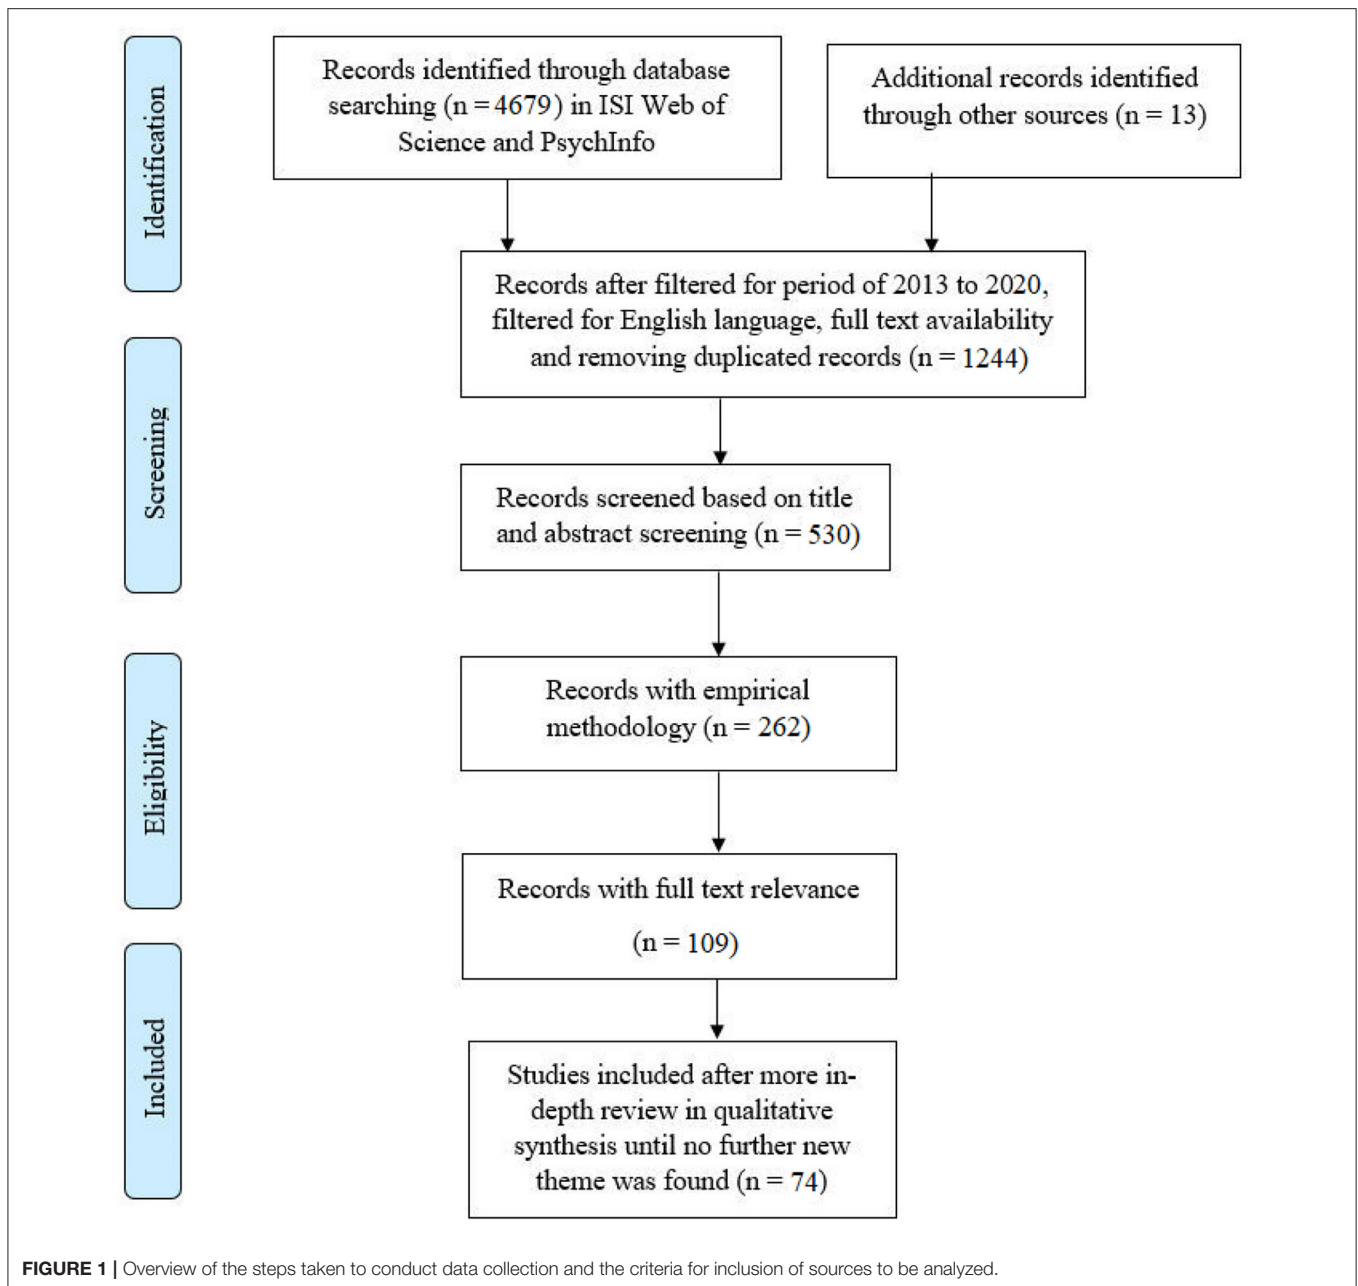 Identification
Records identified through database
searching (n = 4679) in ISI Web of
Science and PsychInfo
Additional records identified
through other sources (n = 13)
Records after filtered for period of 2013 to 2020,
filtered for English language, full text availability
and removing duplicated records (n = 1244)
Screening
Records screened based on title
and abstract screening (n = 530)
Eligibility
Records with empirical
methodology (n = 262)
Records with full text relevance
(n = 109)
Included
Studies included after more in-
depth review in qualitative
synthesis until no further new
theme was found (n = 74)
FIGURE 1 | Overview of the steps taken to conduct data collection and the criteria for inclusion of sources to be analyzed.